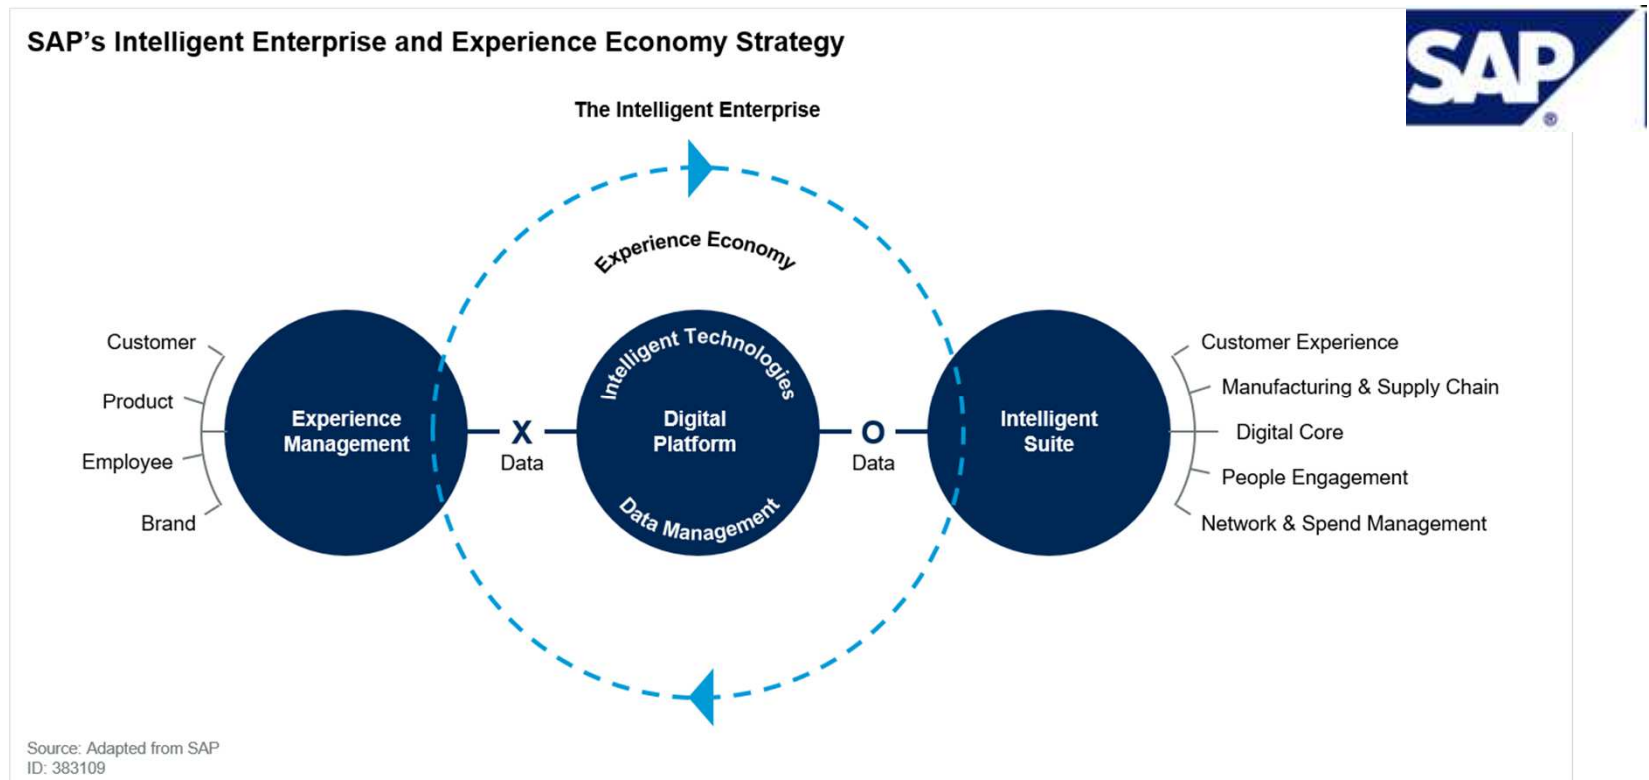 SAP's Intelligent Enterprise and Experience Economy Strategy
SAP
®
The Intelligent Enterprise
Experience Economy
Customer
Product
Employee
Brand
Experience
Management
X
Data
Intelligent Technologies
Digital
Platform
Data Management
O
Data
Intelligent
Suite
Customer Experience
Manufacturing & Supply Chain
Digital Core
People Engagement
Network & Spend Management
Source: Adapted from SAP
ID: 383109